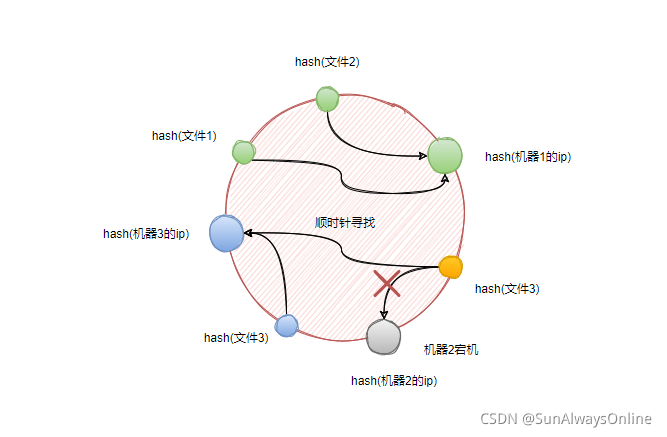 hash(文件2)
hash(文件1)
hash(机器1的ip)
顺时针寻找
hash(机器3的ip)
hash(文件3)
hash(文件3)
机器2宕机
hash(机器2的ip)
CSDN @SunAlwaysOnline